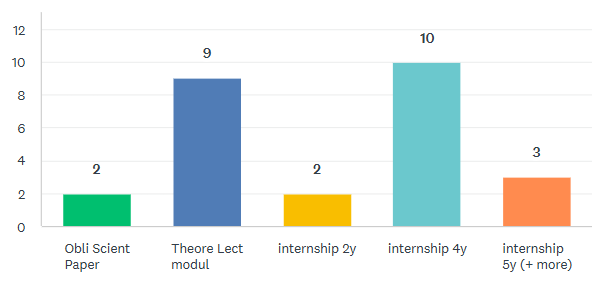 12
10
8
6
4
2
0
2
9
2
10
3
Obli Scient
Paper
Theore Lect
modul
internship 2y
internship 4y
internship
5y (+ more)